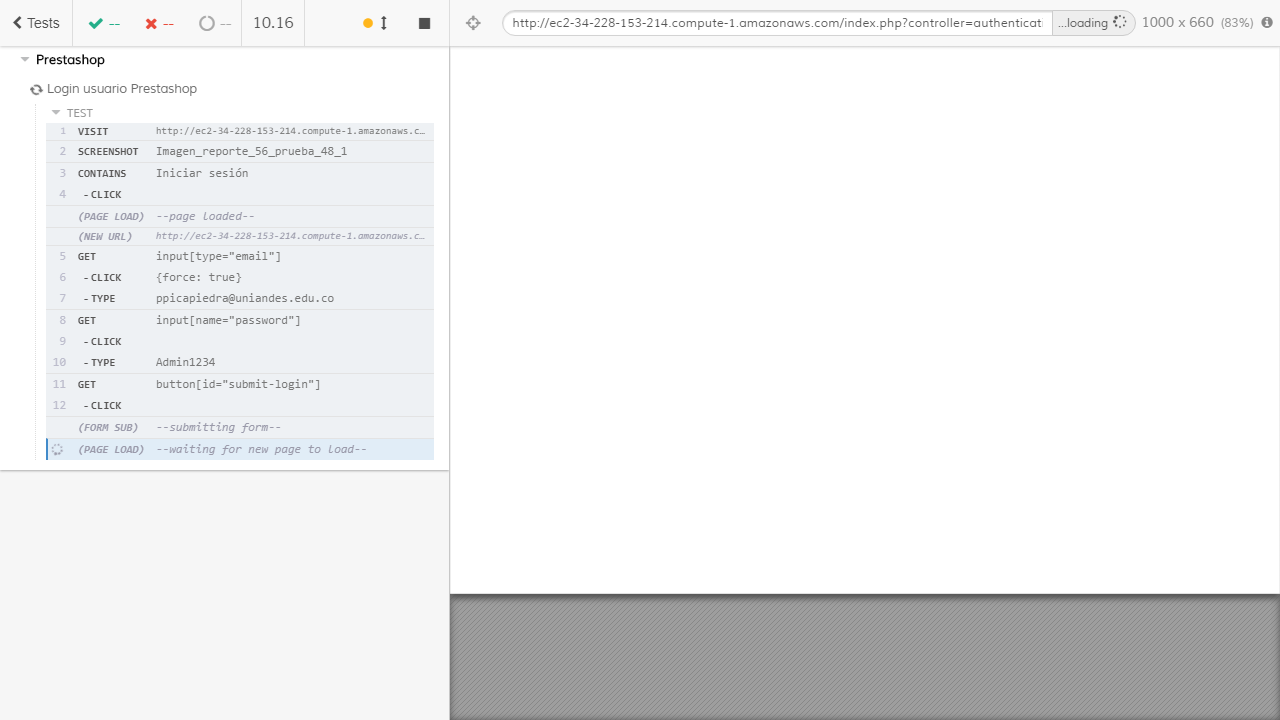 Tests
--
--
--
10.16
http://ec2-34-228-153-214.compute-1.amazonaws.com/index.php?controller=authenticati
...loading
1000 x 660 (83%)
Prestashop
Login usuario Prestashop
TEST
1 VISIT http://ec2-34-228-153-214.compute-1.amazonaws.c…
2 SCREENSHOT Imagen_reporte_56_prueba_48_1
3 CONTAINS Iniciar sesión
4 -CLICK
(PAGE LOAD) --page loaded--
(NEW URL) http://ec2-34-228-153-214.compute-1.amazonaws.c…
5 GET input[type="email"]
6 -CLICK {force: true}
7 -TYPE ppicapiedra@uniandes.edu.co
8 GET input[name="password"]
9 -CLICK
10 -TYPE Admin1234
11 GET button[id="submit-login"]
12 -CLICK
(FORM SUB) --submitting form--
(PAGE LOAD) --waiting for new page to load--